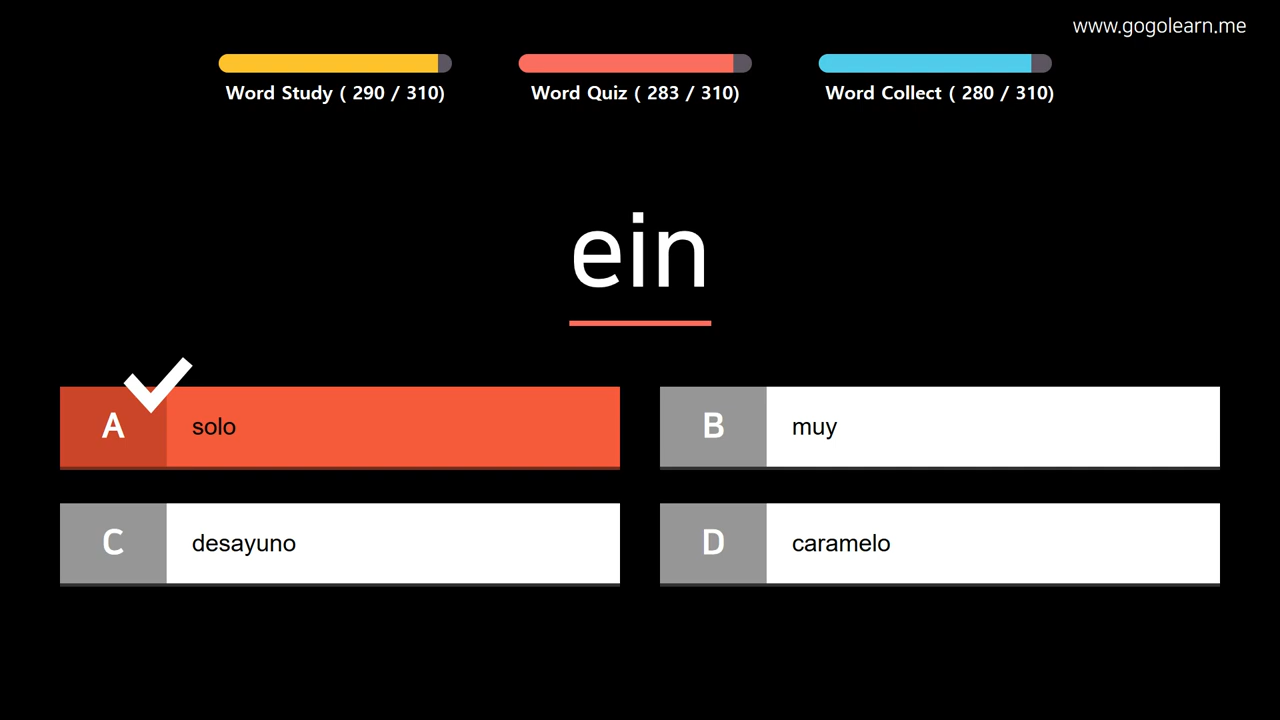 www.gogolearn.me
Word Study ( 290 / 310)
Word Quiz ( 283 / 310)
Word Collect ( 280 / 310)
ein
A solo
B muy
C desayuno
D caramelo